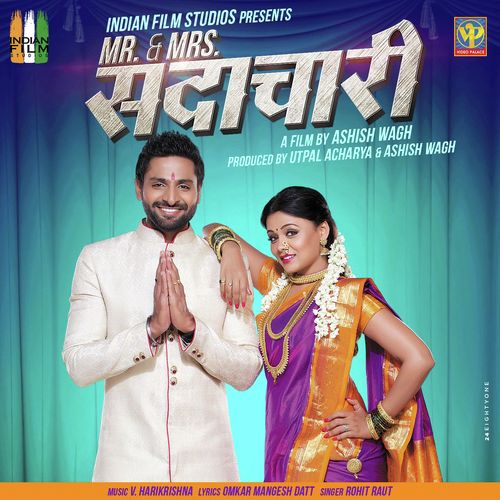 INDIAN FILM STUDIOS PRESENTS
MR. & MRS.
सदाचारी
A FILM BY ASHISH WAGH
PRODUCED BY UTPAL ACHARYA & ASHISH WAGH
INDIAN
FILM
STUDIOS
VP
VIDEO PALACE
24EIGHTYONE
MUSIC V. HARIKRISHNA LYRICS OMKAR MANGESH DATT SINGER ROHIT RAUT